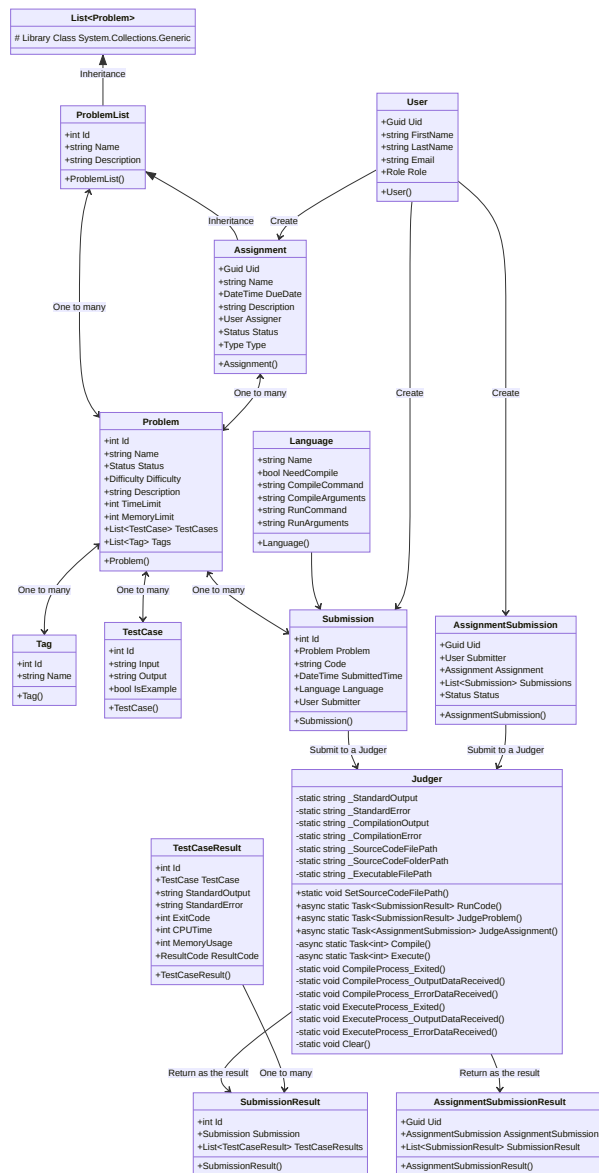 List<Problem>
# Library Class System.Collections.Generic
Inheritance
ProblemList
+int Id
+string Name
+string Description
+ProblemList()
User
+Guid Uid
+string FirstName
+string LastName
+string Email
+Role Role
+User()
Inheritance
Create
Assignment
+Guid Uid
+string Name
+DateTime DueDate
+string Description
+User Assigner
+Status Status
+Type Type
+Assignment()
One to many
One to many
Create
Create
Problem
+int Id
+string Name
+Status Status
+Difficulty Difficulty
+string Description
+int TimeLimit
+int MemoryLimit
+List<TestCase> TestCases
+List<Tag> Tags
+Problem()
Language
+string Name
+bool NeedCompile
+string CompileCommand
+string CompileArguments
+string RunCommand
+string RunArguments
+Language()
One to many
One to many
One to many
Tag
+int Id
+string Name
+Tag()
TestCase
+int Id
+string Input
+string Output
+bool IsExample
+TestCase()
Submission
+int Id
+Problem Problem
+string Code
+DateTime SubmittedTime
+Language Language
+User Submitter
+Submission()
AssignmentSubmission
+Guid Uid
+User Submitter
+Assignment Assignment
+List<Submission> Submissions
+Status Status
+AssignmentSubmission()
Submit to a Judger
Submit to a Judger
Judger
-static string _StandardOutput
-static string _StandardError
-static string _CompilationOutput
-static string _CompilationError
-static string _SourceCodeFilePath
-static string _SourceCodeFolderPath
-static string _ExecutableFilePath
+static void SetSourceCodeFilePath()
+async static Task<SubmissionResult> RunCode()
+async static Task<SubmissionResult> JudgeProblem()
+async static Task<AssignmentSubmission> JudgeAssignment()
-async static Task<int> Compile()
-async static Task<int> Execute()
-static void CompileProcess_Exited()
-static void CompileProcess_OutputDataReceived()
-static void CompileProcess_ErrorDataReceived()
-static void ExecuteProcess_Exited()
-static void ExecuteProcess_OutputDataReceived()
-static void ExecuteProcess_ErrorDataReceived()
-static void Clear()
TestCaseResult
+int Id
+TestCase TestCase
+string StandardOutput
+string StandardError
+int ExitCode
+int CPUTime
+int MemoryUsage
+ResultCode ResultCode
+TestCaseResult()
Return as the result
One to many
Return as the result
SubmissionResult
+int Id
+Submission Submission
+List<TestCaseResult> TestCaseResults
+SubmissionResult()
AssignmentSubmissionResult
+Guid Uid
+AssignmentSubmission AssignmentSubmission
+List<SubmissionResult> SubmissionResult
+AssignmentSubmissionResult()